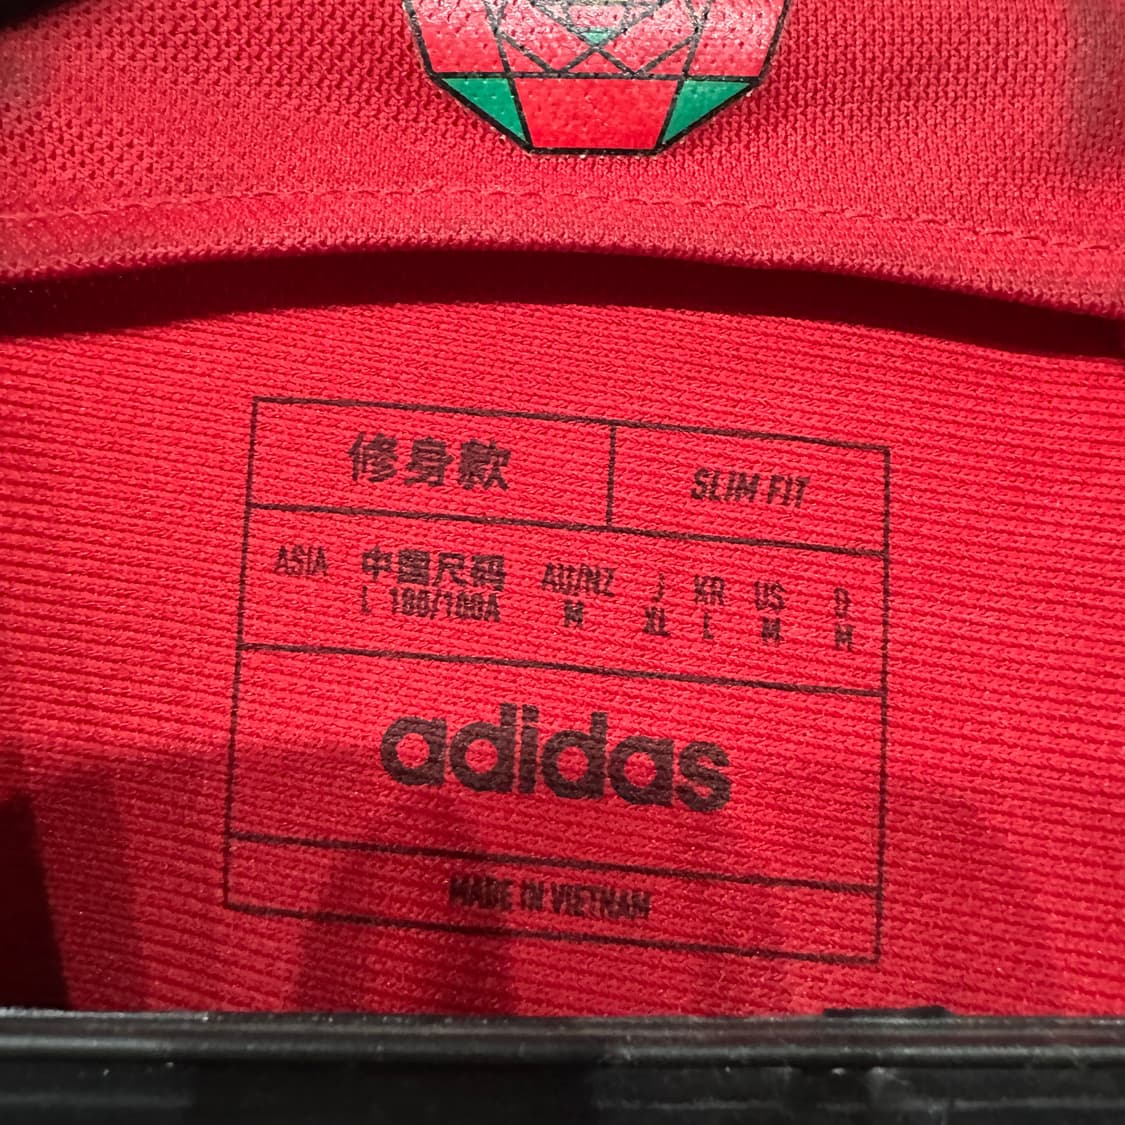 修身款 SLIM FIT
ASIA 中国尺码 AU/NZ J KR US D
L 180/100A M XL L M M
adidas
MADE IN VIETNAM